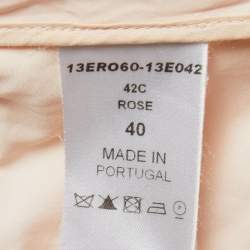 13ERO60-13E042
42C
ROSE
40
MADE IN
PORTUGAL